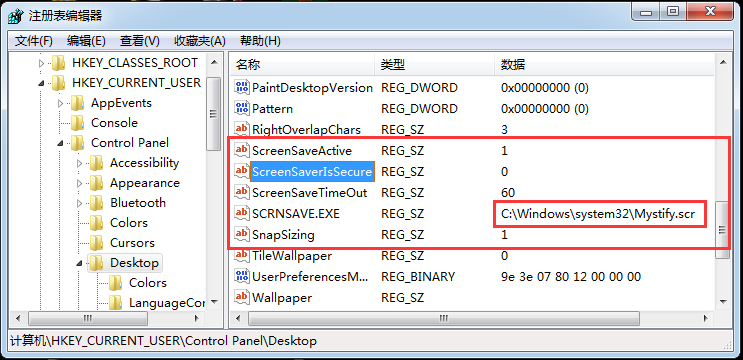 注册表编辑器
文件(F) 编辑(E) 查看(V) 收藏夹(A) 帮助(H)
HKEY_CLASSES_ROOT
HKEY_CURRENT_USER
AppEvents
Console
Control Panel
Accessibility
Appearance
Bluetooth
Colors
Cursors
Desktop
Colors
LanguageCor
名称 类型 数据
PaintDesktopVersion REG_DWORD 0x00000000 (0)
Pattern REG_DWORD 0x00000000 (0)
RightOverlapChars REG_SZ 3
ScreenSaveActive REG_SZ 1
ScreenSaverIsSecure REG_SZ 0
ScreenSaveTimeOut REG_SZ 60
SCRNSAVE.EXE REG_SZ C:\Windows\system32\Mystify.scr
SnapSizing REG_SZ 1
TileWallpaper REG_SZ 0
UserPreferencesM... REG_BINARY 9e 3e 07 80 12 00 00 00
Wallpaper REG_SZ
计算机\HKEY_CURRENT_USER\Control Panel\Desktop